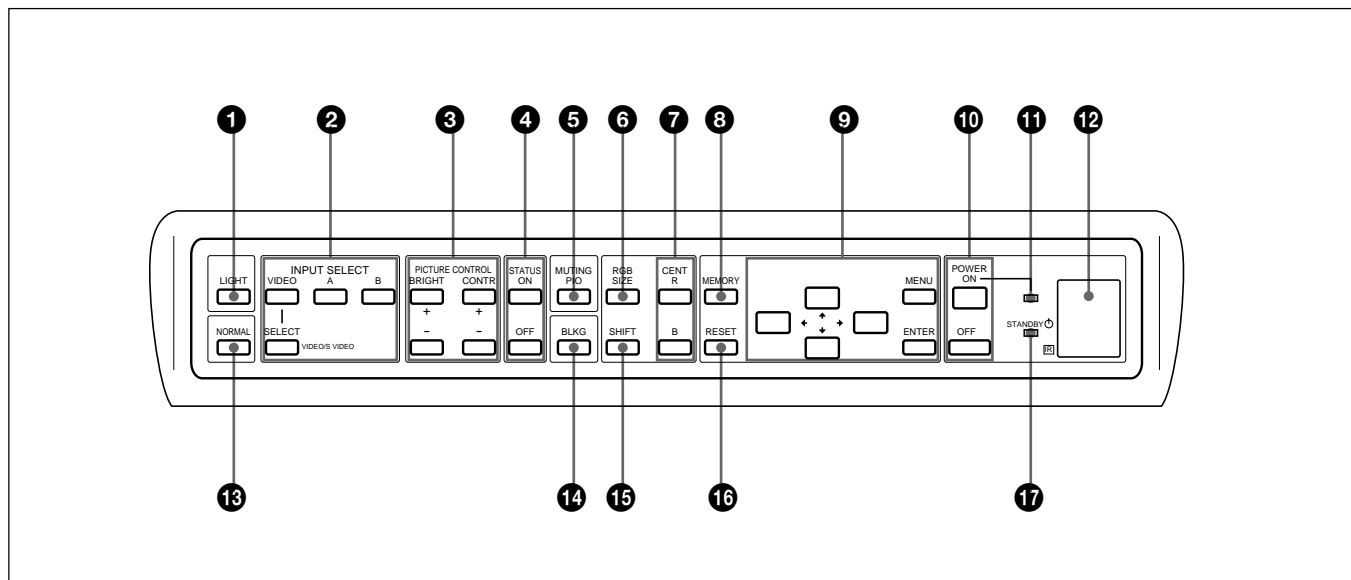 1 2 3 4 5 6 7 8 9 10 11 12
LIGHT
INPUT SELECT
VIDEO A B
SELECT
VIDEO/S VIDEO
PICTURE CONTROL
BRIGHT CONTR
+ +
– –
STATUS
ON
OFF
MUTING
PIC
RGB
SIZE
CENT
R
B
MEMORY
MENU
ENTER
POWER
ON
OFF
STANDBY
IR
NORMAL
BLKG
SHIFT
RESET
13 14 15 16 17